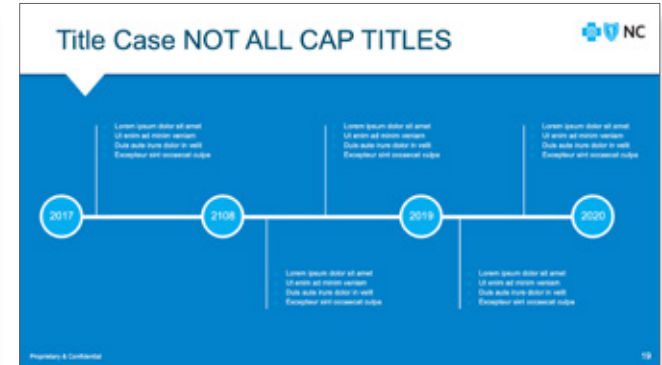 Title Case NOT ALL CAP TITLES
NC
Lorem ipsum dolor sit amet
Ut enim ad minim veniam
Duis aute irure dolor in velit
Excepteur sint occaecat culpa
Lorem ipsum dolor sit amet
Ut enim ad minim veniam
Duis aute irure dolor in velit
Excepteur sint occaecat culpa
Lorem ipsum dolor sit amet
Ut enim ad minim veniam
Duis aute irure dolor in velit
Excepteur sint occaecat culpa
2017
2108
2019
2020
Lorem ipsum dolor sit amet
Ut enim ad minim veniam
Duis aute irure dolor in velit
Excepteur sint occaecat culpa
Lorem ipsum dolor sit amet
Ut enim ad minim veniam
Duis aute irure dolor in velit
Excepteur sint occaecat culpa
Proprietary & Confidential
19